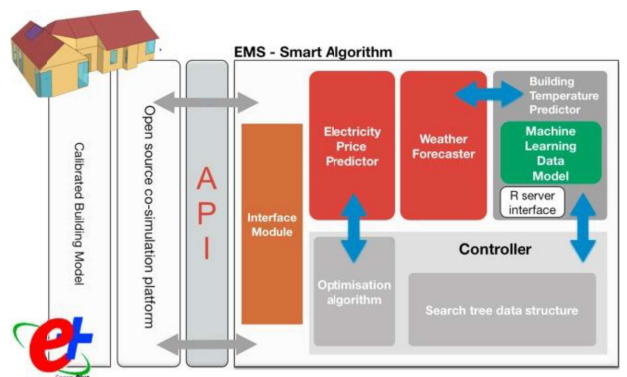 EMS - Smart Algorithm
Calibrated Building Model
Open source co-simulation platform
A
P
I
Interface
Module
Electricity
Price
Predictor
Weather
Forecaster
Building
Temperature
Predictor
Machine
Learning
Data
Model
R server
interface
Controller
Optimisation
algorithm
Search tree data structure
e+